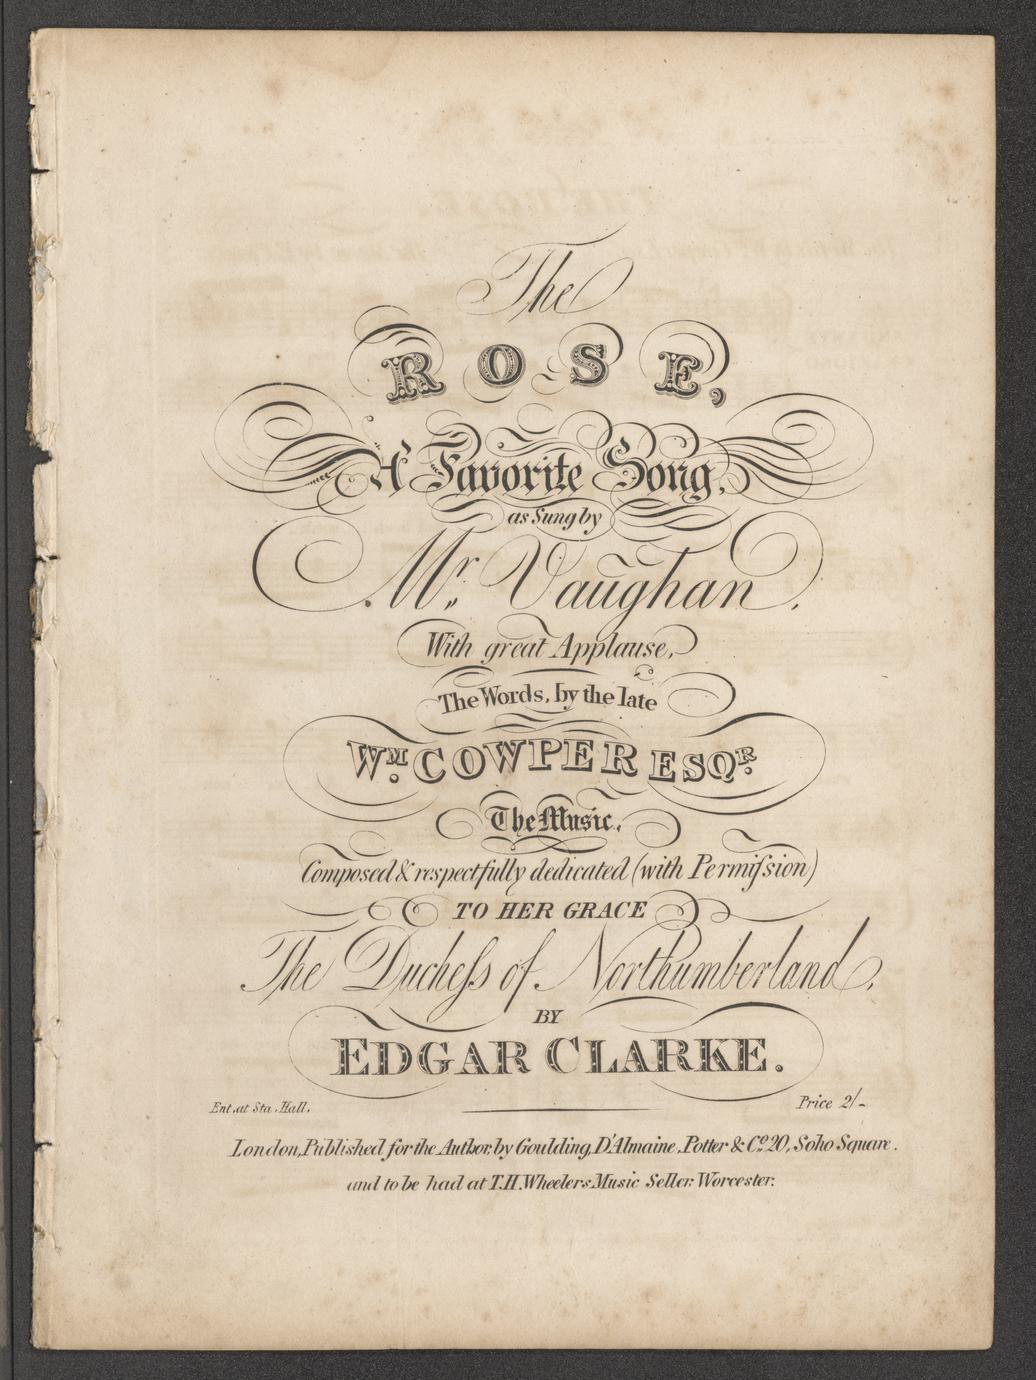 The
ROSE,
A Favorite Song,
as Sung by
Mr. Vaughan,
With great Applause,
The Words, by the late
WM. COWPER ESQR.
The Music,
Composed & respectfully dedicated (with Permiſsion)
TO HER GRACE
The Ducheſs of Northumberland,
BY
EDGAR CLARKE.
Ent. at Sta. Hall. Price 2/-
London, Published for the Author, by Goulding, D'Almaine, Potter & Co. 20, Soho Square.
and to be had at T.H. Wheelers Music Seller Worcester.